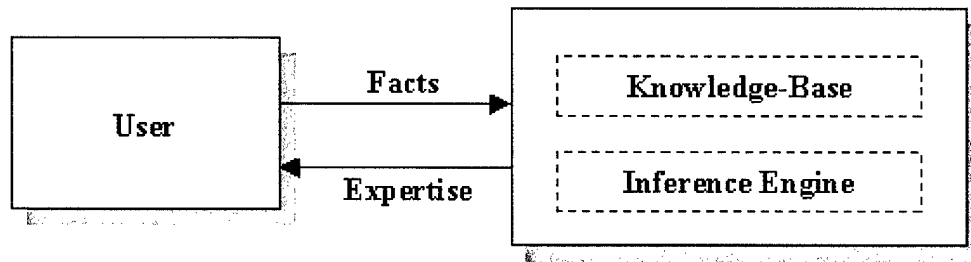 User
Facts
Expertise
Knowledge-Base
Inference Engine